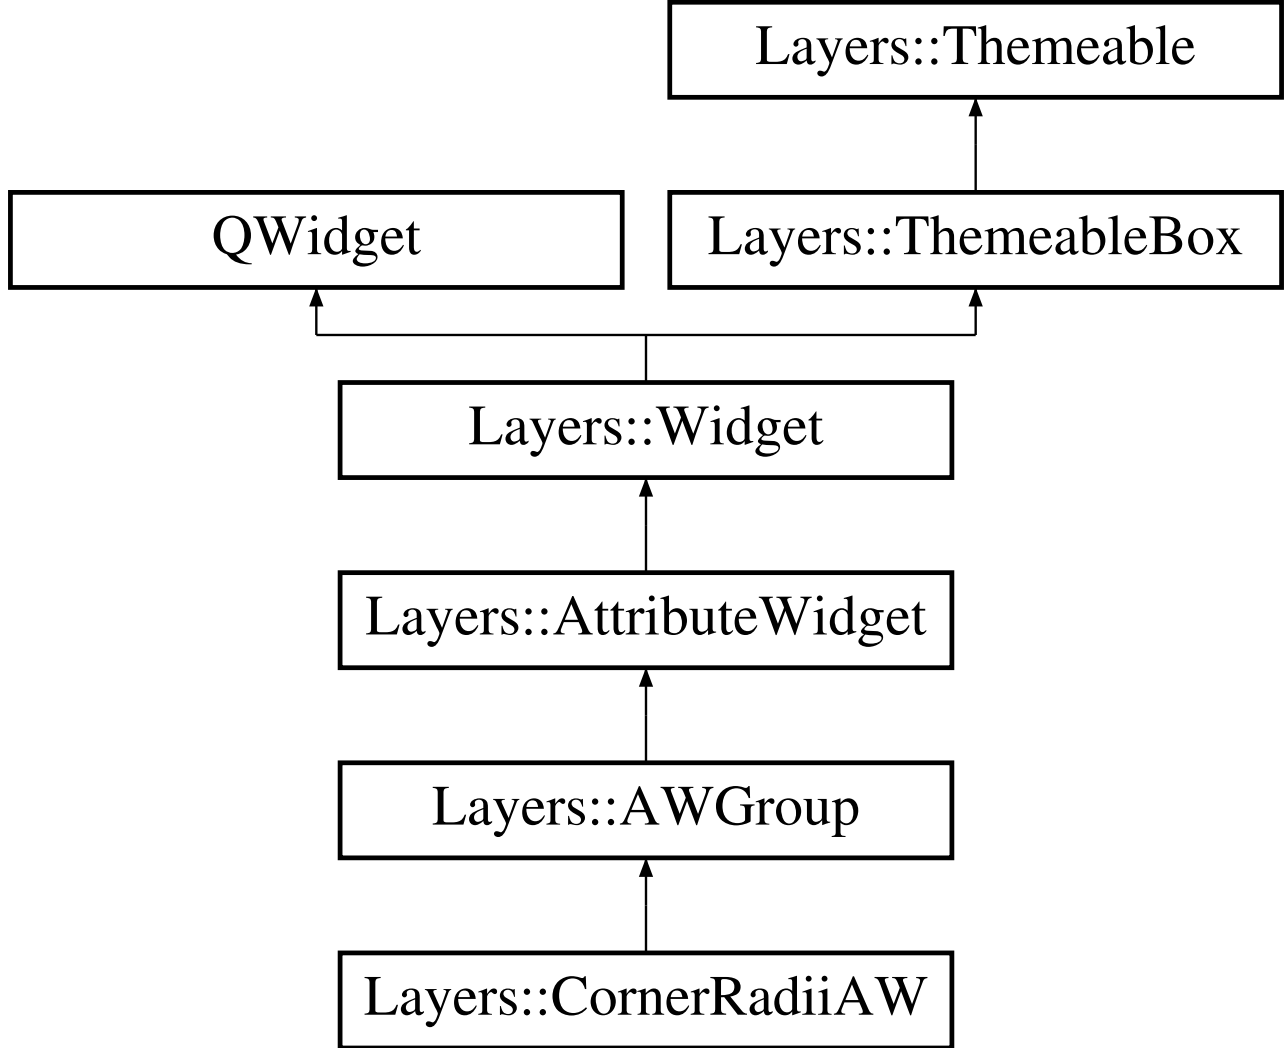 Layers::Themeable
QWidget
Layers::ThemeableBox
Layers::Widget
Layers::AttributeWidget
Layers::AWGroup
Layers::CornerRadiiAW